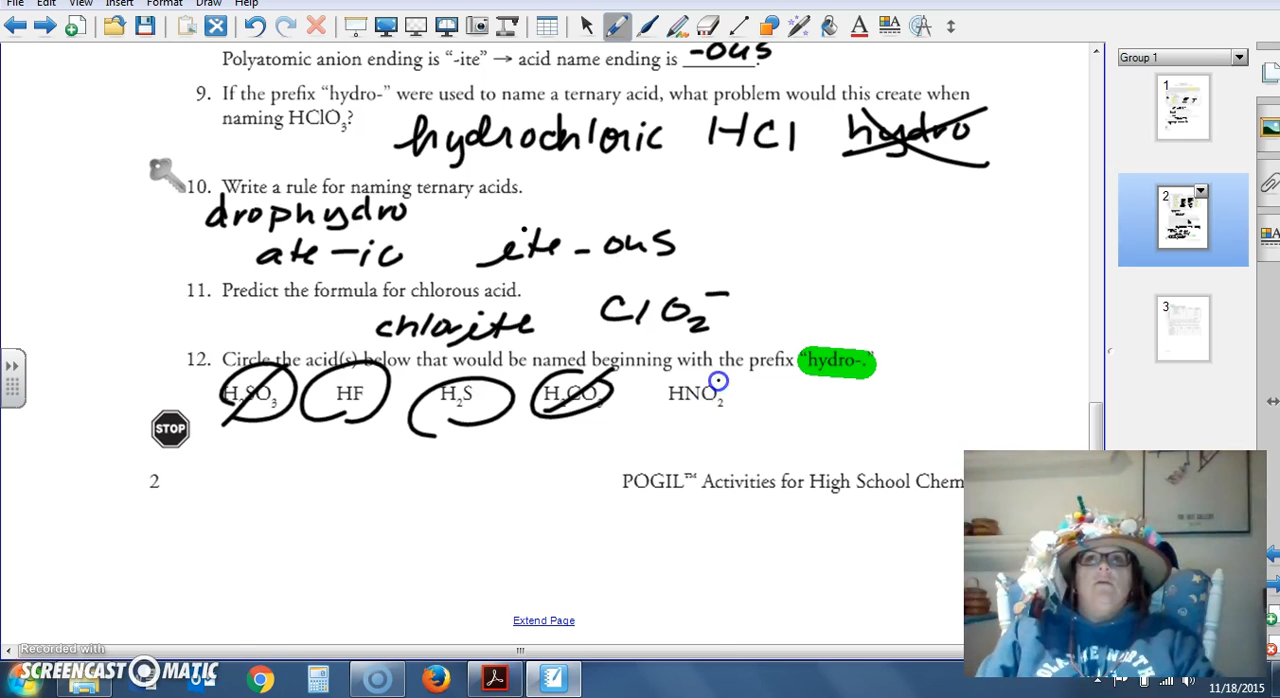 File Edit View Insert Format Draw Help
Group 1
Polyatomic anion ending is “-ite” → acid name ending is -ous.
9. If the prefix “hydro-” were used to name a ternary acid, what problem would this create when
naming HClO3?
hydrochloric HCl hydro
10. Write a rule for naming ternary acids.
drophydro
ate – ic ite – ous
11. Predict the formula for chlorous acid.
chlorite ClO2–
12. Circle the acid(s) below that would be named beginning with the prefix “hydro-.”
H2SO3 HF H2S H2CO3 HNO2
STOP
2 POGIL™ Activities for High School Chem
Extend Page
1
2
3
Recorded with
SCREENCAST-O-MATIC
11/18/2015